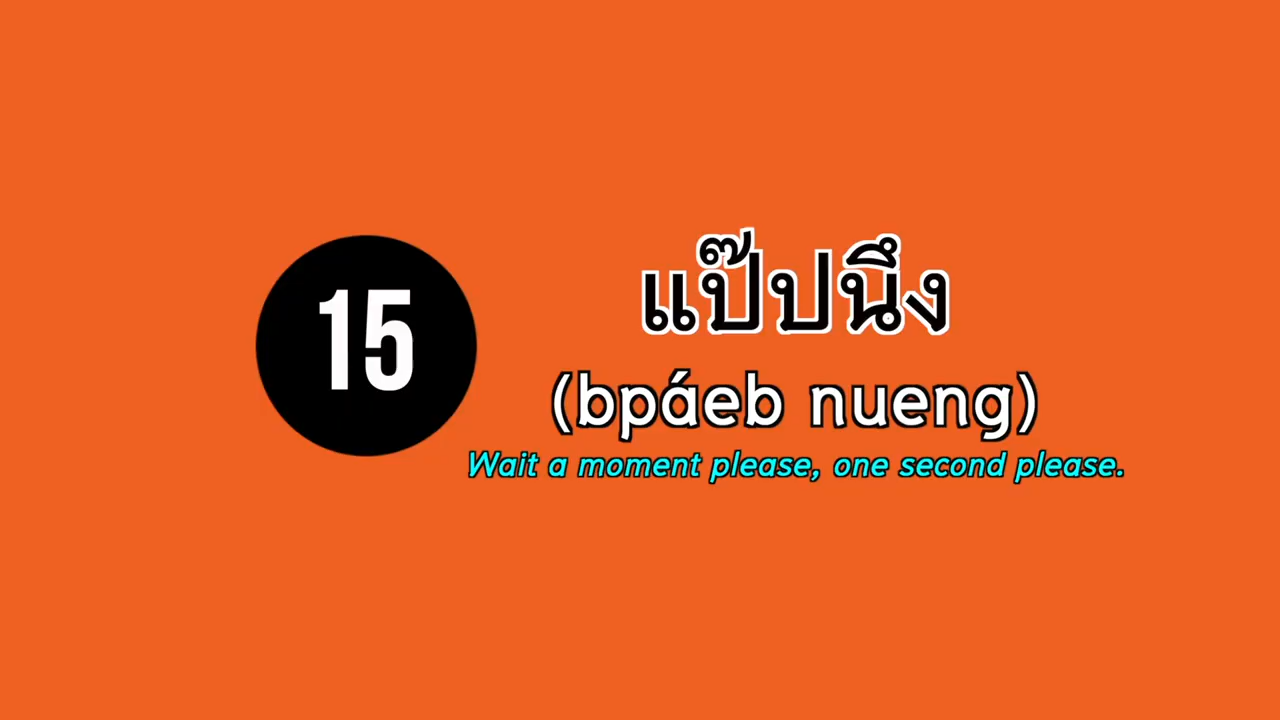 15
แป๊ปนึง
(bpáeb nueng)
Wait a moment please, one second please.